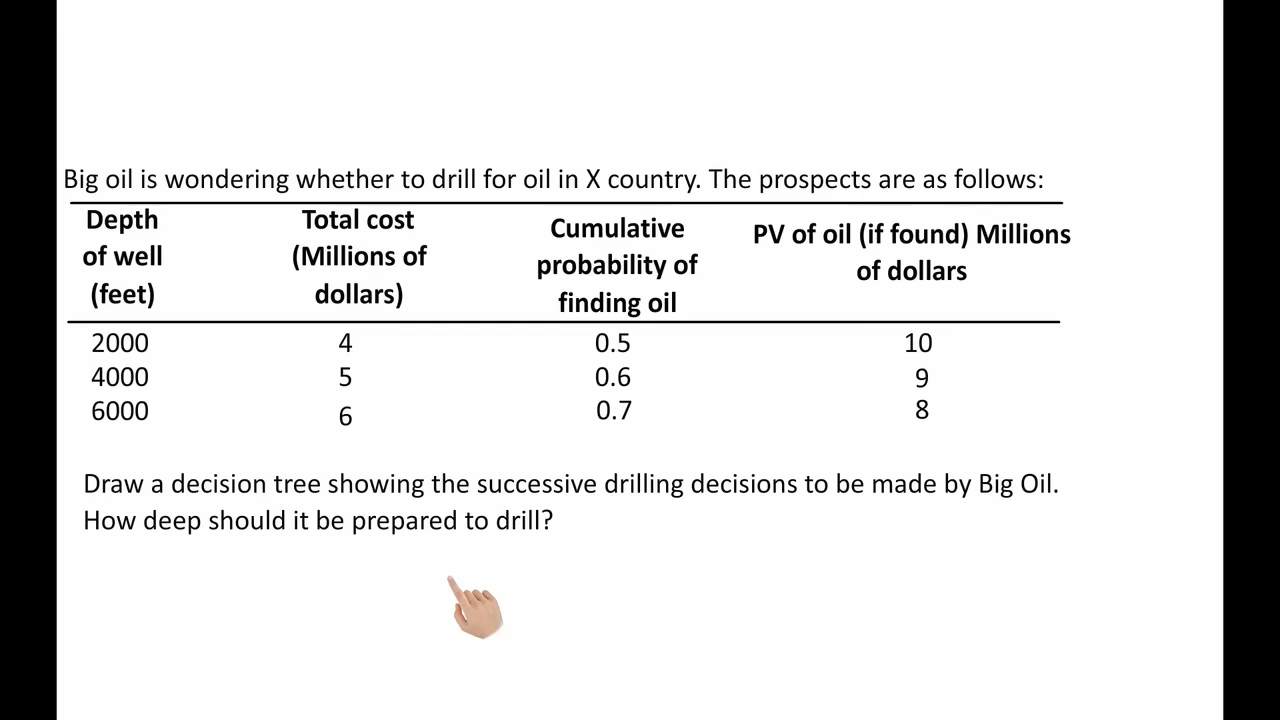 Big oil is wondering whether to drill for oil in X country. The prospects are as follows:
Depth of well (feet) Total cost (Millions of dollars) Cumulative probability of finding oil PV of oil (if found) Millions of dollars
2000 4 0.5 10
4000 5 0.6 9
6000 6 0.7 8
Draw a decision tree showing the successive drilling decisions to be made by Big Oil.
How deep should it be prepared to drill?